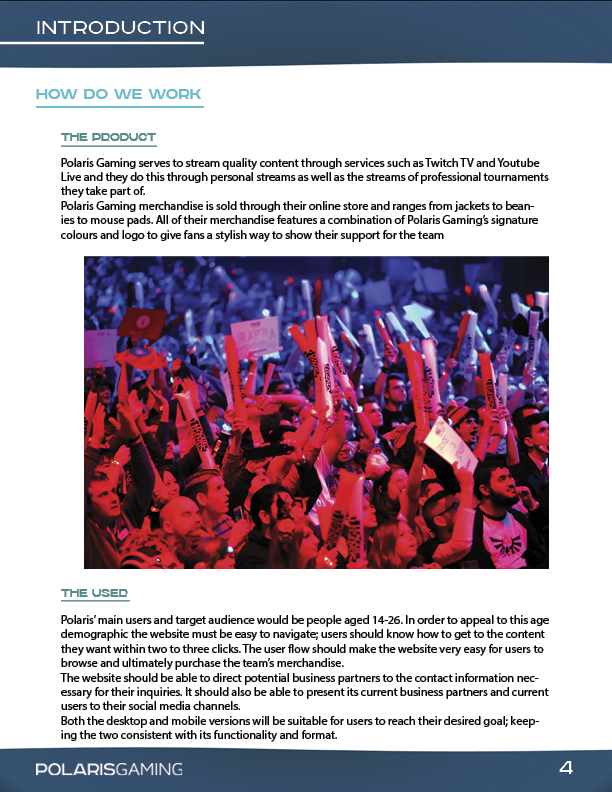 INTRODUCTION
HOW DO WE WORK
THE PRODUCT
Polaris Gaming serves to stream quality content through services such as Twitch TV and Youtube
Live and they do this through personal streams as well as the streams of professional tournaments
they take part of.
Polaris Gaming merchandise is sold through their online store and ranges from jackets to bean-
ies to mouse pads. All of their merchandise features a combination of Polaris Gaming's signature
colours and logo to give fans a stylish way to show their support for the team
THE USER
Polaris' main users and target audience would be people aged 14-26. In order to appeal to this age
demographic the website must be easy to navigate; users should know how to get to the content
they want within two to three clicks. The user flow should make the website very easy for users to
browse and ultimately purchase the team's merchandise.
The website should be able to direct potential business partners to the contact information nec-
essary for their inquiries. It should also be able to present its current business partners and current
users to their social media channels.
Both the desktop and mobile versions will be suitable for users to reach their desired goal; keep-
ing the two consistent with its functionality and format.
POLARISGAMING 4